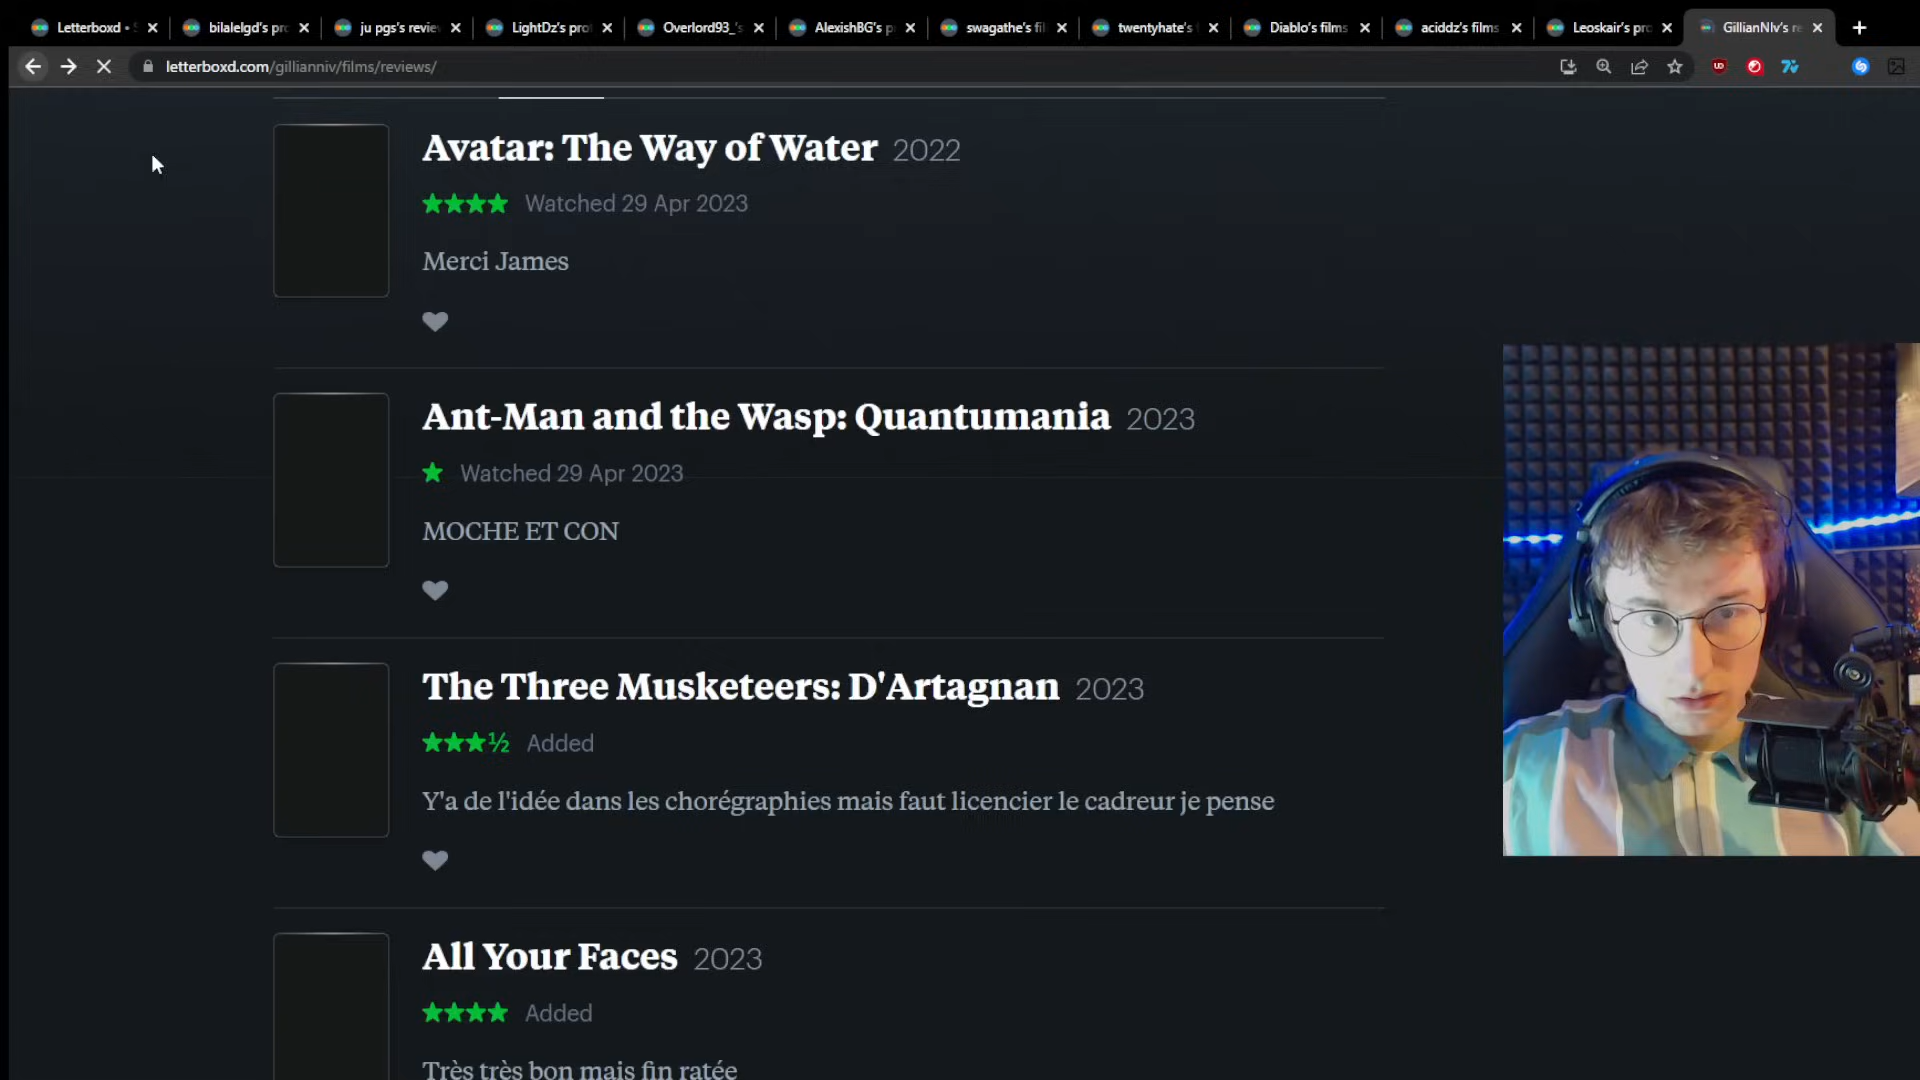 Letterboxd • S
bilalelgd's pro
ju pgs's review
LightDz's prof
Overlord93_'s
AlexishBG's p
swagathe's fil
twentyhate's
Diablo's films
aciddz's films
Leoskair's pro
GillianNlv's re
letterboxd.com/gillianniv/films/reviews/
Avatar: The Way of Water 2022
★★★★ Watched 29 Apr 2023
Merci James
Ant-Man and the Wasp: Quantumania 2023
★ Watched 29 Apr 2023
MOCHE ET CON
The Three Musketeers: D'Artagnan 2023
★★★½ Added
Y'a de l'idée dans les chorégraphies mais faut licencier le cadreur je pense
All Your Faces 2023
★★★★ Added
Très très bon mais fin ratée